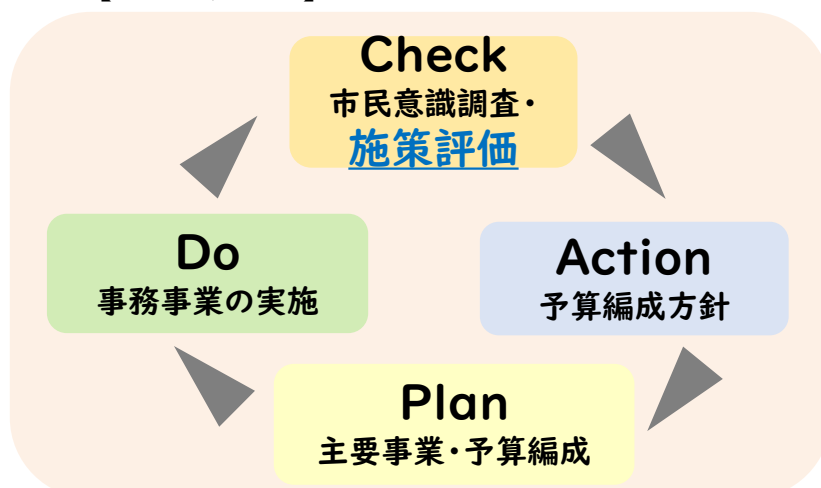 Check
市民意識調査・
施策評価
Do
事務事業の実施
Action
予算編成方針
Plan
主要事業・予算編成